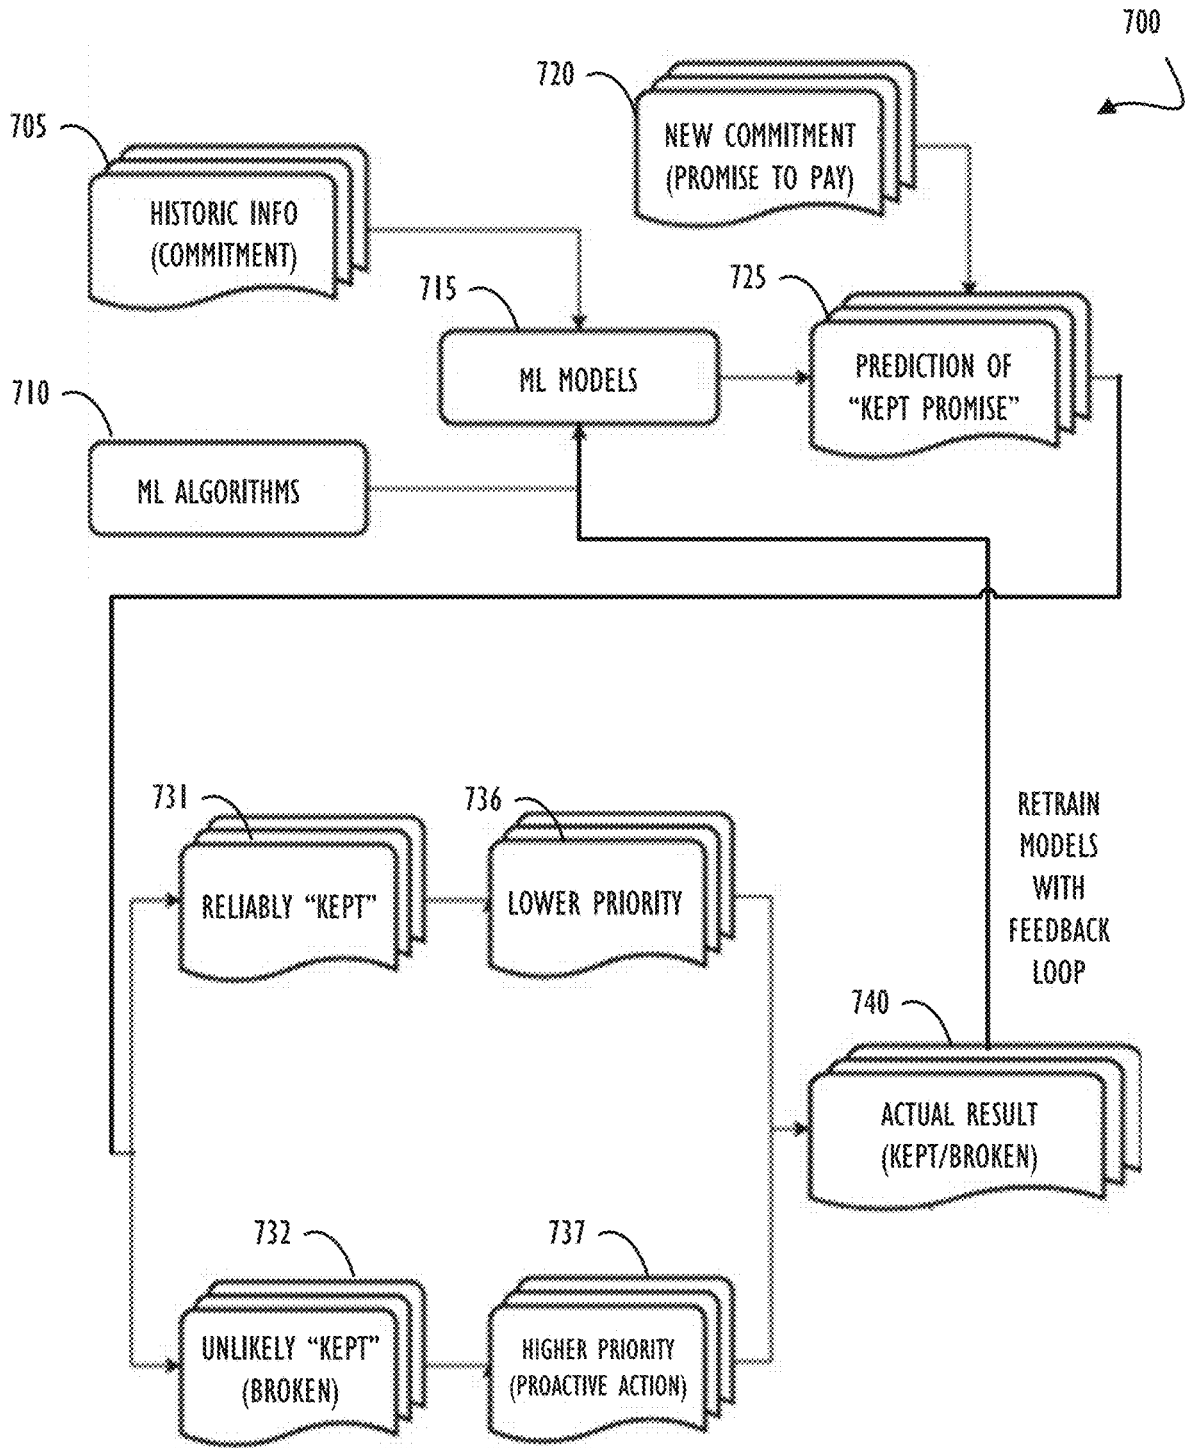 700
720
NEW COMMITMENT
(PROMISE TO PAY)
705
HISTORIC INFO
(COMMITMENT)
715
ML MODELS
725
PREDICTION OF
“KEPT PROMISE”
710
ML ALGORITHMS
731
RELIABLY “KEPT”
736
LOWER PRIORITY
RETRAIN
MODELS
WITH
FEEDBACK
LOOP
740
ACTUAL RESULT
(KEPT/BROKEN)
732
UNLIKELY “KEPT”
(BROKEN)
737
HIGHER PRIORITY
(PROACTIVE ACTION)